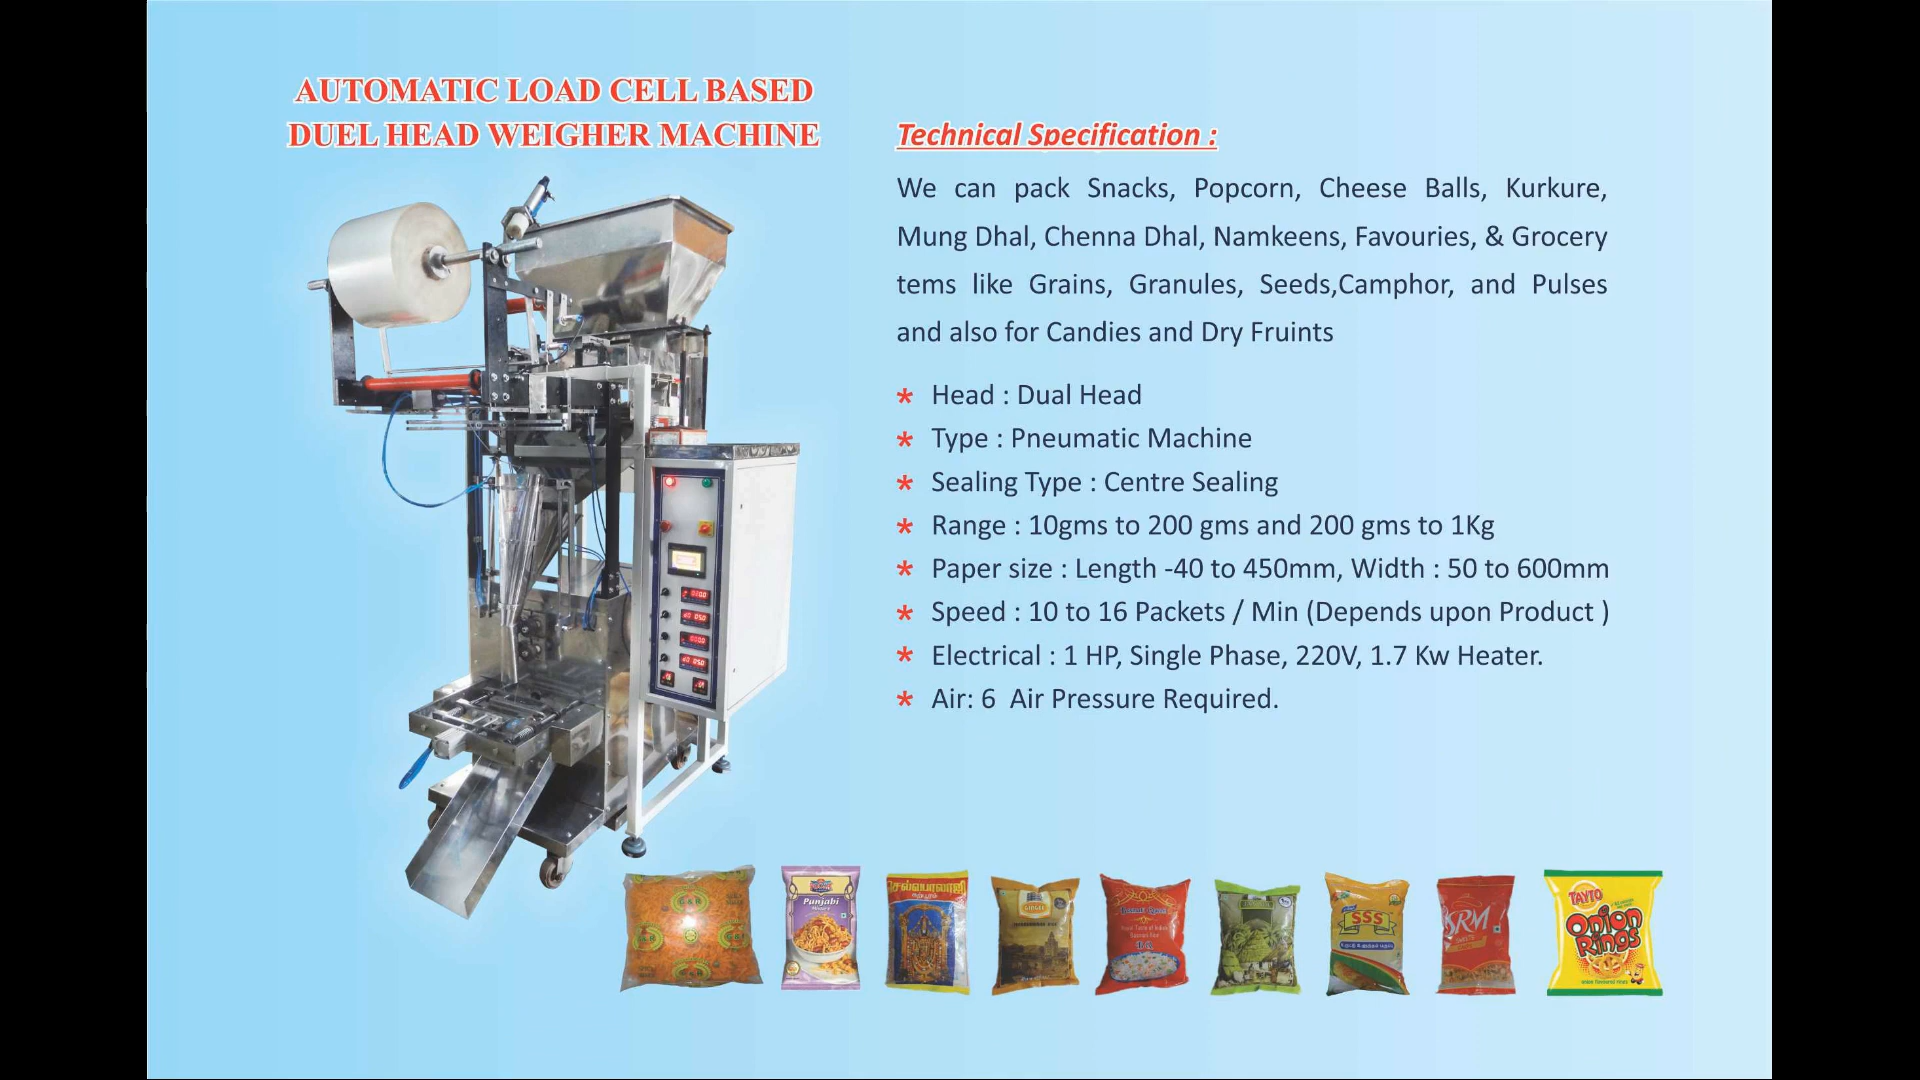 AUTOMATIC LOAD CELL BASED
DUEL HEAD WEIGHER MACHINE
Technical Specification :
We can pack Snacks, Popcorn, Cheese Balls, Kurkure,
Mung Dhal, Chenna Dhal, Namkeens, Favouries, & Grocery
tems like Grains, Granules, Seeds,Camphor, and Pulses
and also for Candies and Dry Fruints
* Head : Dual Head
* Type : Pneumatic Machine
* Sealing Type : Centre Sealing
* Range : 10gms to 200 gms and 200 gms to 1Kg
* Paper size : Length -40 to 450mm, Width : 50 to 600mm
* Speed : 10 to 16 Packets / Min (Depends upon Product )
* Electrical : 1 HP, Single Phase, 220V, 1.7 Kw Heater.
* Air: 6 Air Pressure Required.
Punjabi
SSS
SRM
TAYTO
Onion
Rings